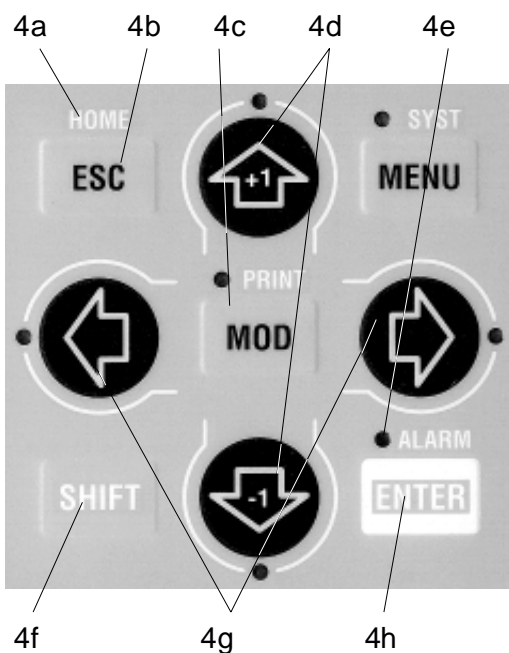 4a 4b 4c 4d 4e
HOME SYST
ESC +1 MENU
PRINT
MOD
ALARM
SHIFT -1 ENTER
4f 4g 4h